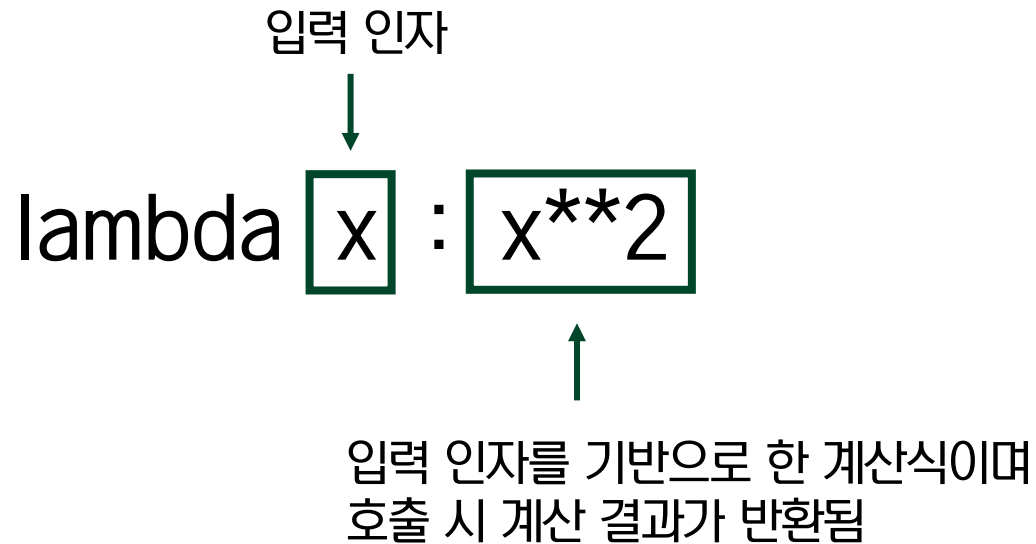 입력 인자
lambda x : x**2
입력 인자를 기반으로 한 계산식이며
호출 시 계산 결과가 반환됨